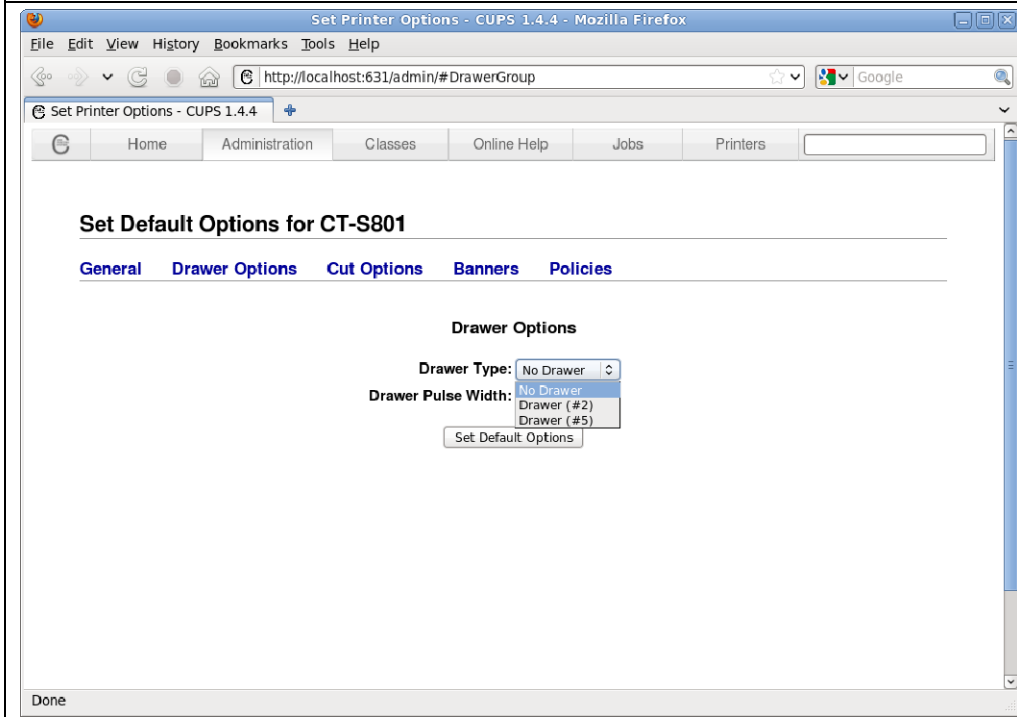 Set Printer Options - CUPS 1.4.4 - Mozilla Firefox
File Edit View History Bookmarks Tools Help
http://localhost:631/admin/#DrawerGroup
Google
Set Printer Options - CUPS 1.4.4
Home Administration Classes Online Help Jobs Printers
Set Default Options for CT-S801
General Drawer Options Cut Options Banners Policies
Drawer Options
Drawer Type: No Drawer
Drawer Pulse Width: No Drawer
Drawer (#2)
Drawer (#5)
Set Default Options
Done